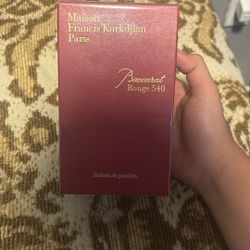 Maison
Francis Kurkdjian
Paris
Baccarat
Rouge 540
Extrait de parfum